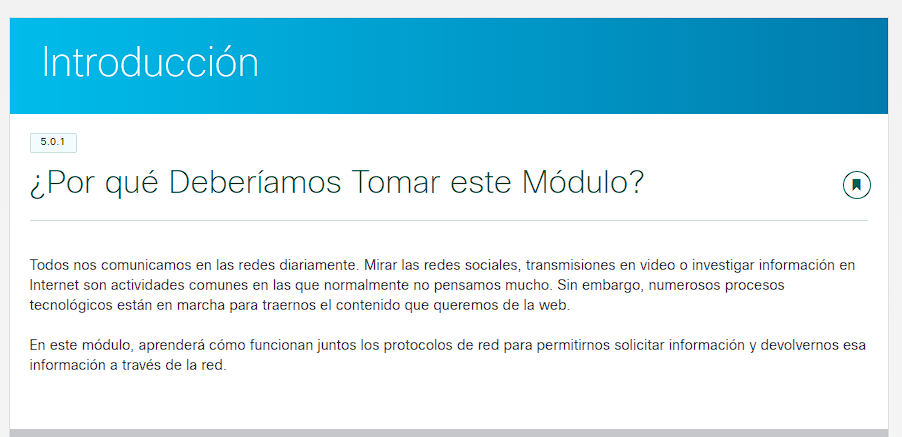 Introducción
5.0.1
¿Por qué Deberíamos Tomar este Módulo?
Todos nos comunicamos en las redes diariamente. Mirar las redes sociales, transmisiones en video o investigar información en
Internet son actividades comunes en las que normalmente no pensamos mucho. Sin embargo, numerosos procesos
tecnológicos están en marcha para traernos el contenido que queremos de la web.
En este módulo, aprenderá cómo funcionan juntos los protocolos de red para permitirnos solicitar información y devolvernos esa
información a través de la red.